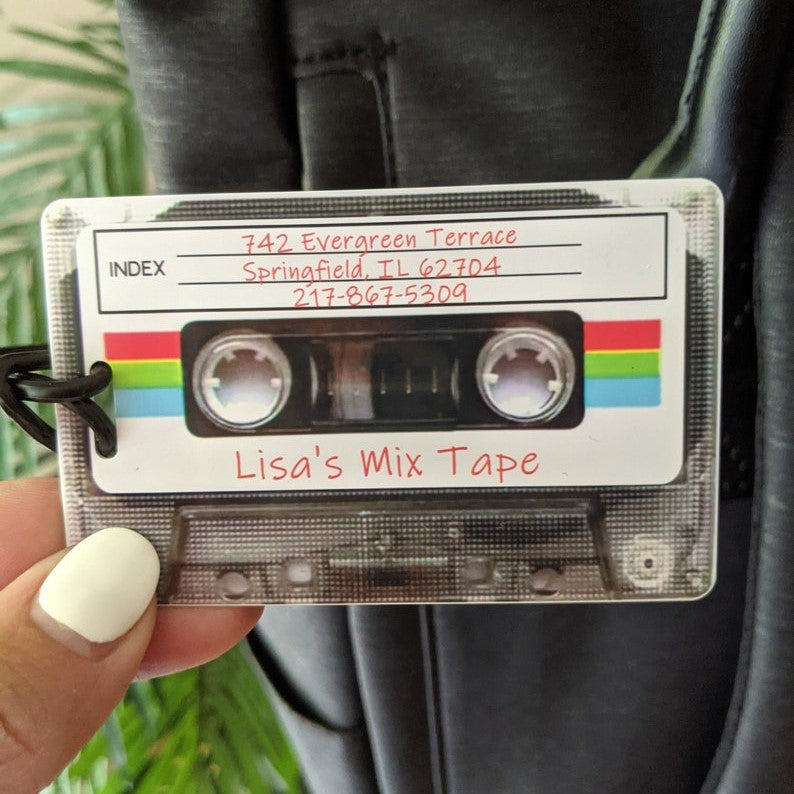 742 Evergreen Terrace
INDEX Springfield, IL 62704
217-867-5309
Lisa's Mix Tape